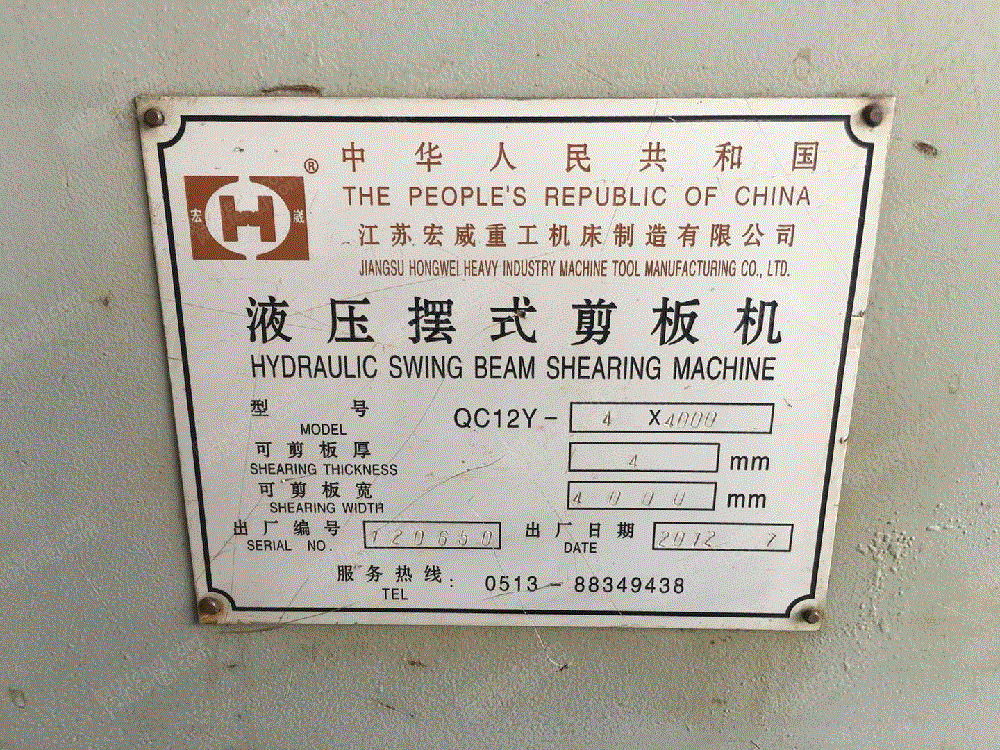 中华人民共和国
THE PEOPLE'S REPUBLIC OF CHINA
江苏宏威重工机床制造有限公司
JIANGSU HONGWEI HEAVY INDUSTRY MACHINE TOOL MANUFACTURING CO., LTD.
宏 H 威 ®
液压摆式剪板机
HYDRAULIC SWING BEAM SHEARING MACHINE
型号 QC12Y- 4 X 4000
MODEL
可剪板厚 4 mm
SHEARING THICKNESS
可剪板宽 4000 mm
SHEARING WIDTH
出厂编号 120650 出厂日期 2012 7
SERIAL NO. DATE
服务热线: 0513-88349438
TEL